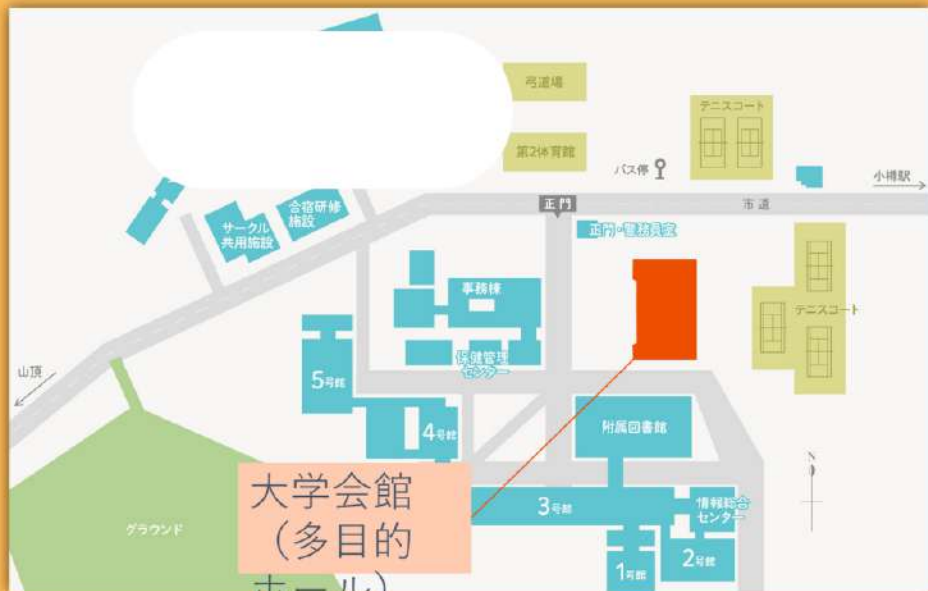 弓道場
テニスコート
第2体育館
バス停
小樽駅
正門
市道
合宿研修
施設
サークル
共用施設
正門・警務員室
事務棟
テニスコート
保健管理
センター
山頂
5号館
4号館
附属図書館
大学会館
（多目的
ホール）
3号館
情報総合
センター
グラウンド
1号館
2号館
N